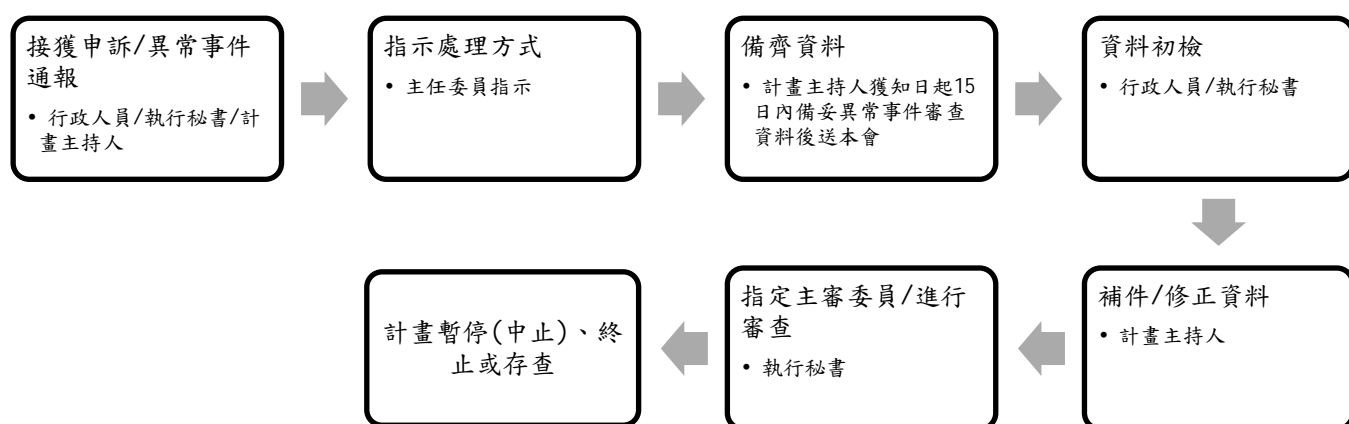 接獲申訴/異常事件
通報
• 行政人員/執行秘書/計
畫主持人
指示處理方式
• 主任委員指示
備齊資料
• 計畫主持人獲知日起15
日內備妥異常事件審查
資料後送本會
資料初檢
• 行政人員/執行秘書
補件/修正資料
• 計畫主持人
指定主審委員/進行
審查
• 執行秘書
計畫暫停(中止)、終
止或存查